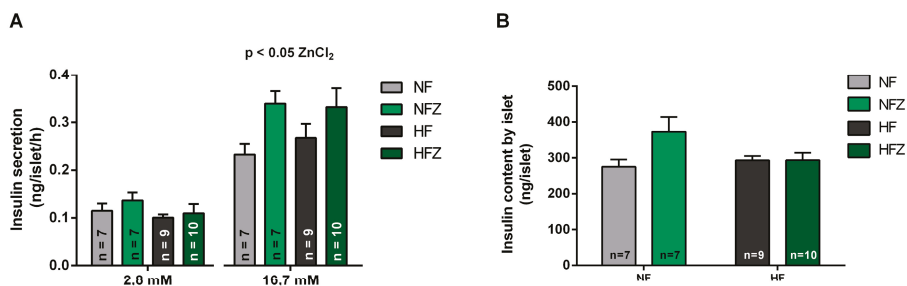 A
p < 0.05 ZnCl₂
Insulin secretion
(ng/islet/h)
0.4
0.3
0.2
0.1
0.0
n = 7
n = 7
n = 9
n = 10
n = 7
n = 7
n = 9
n = 10
2.8 mM
16,7 mM
NF
NFZ
HF
HFZ
B
Insulin content by islet
(ng/islet)
500
400
300
200
100
0
n=7
n=7
n=9
n=10
NF
HF
NF
NFZ
HF
HFZ